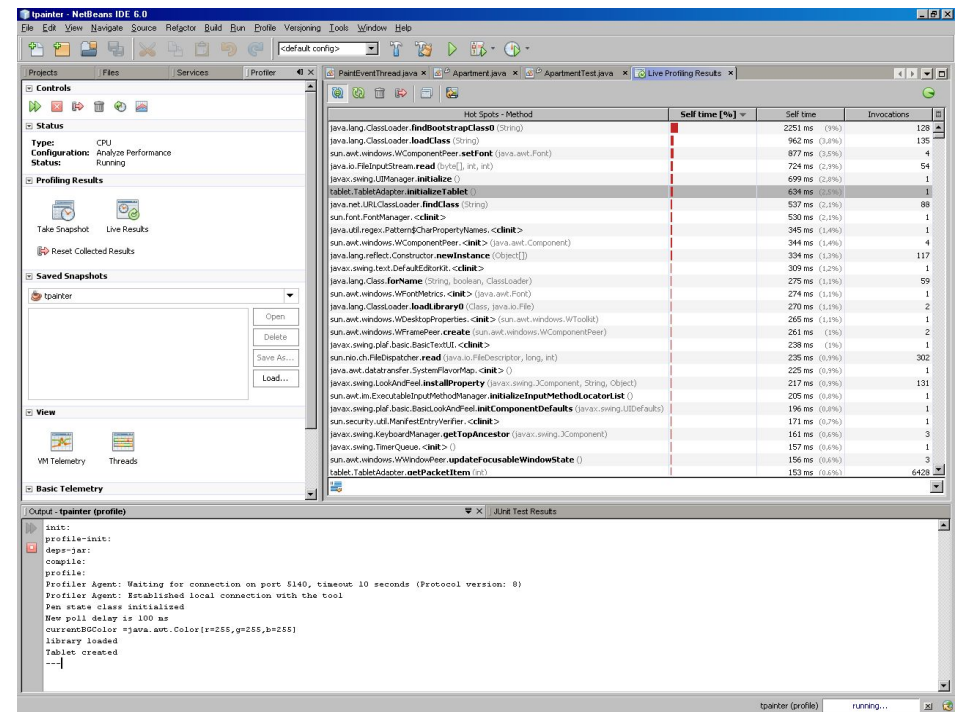 tpainter - NetBeans IDE 6.0
File Edit View Navigate Source Refactor Build Run Profile Versioning Tools Window Help
<default config>
Projects Files Services Profiler
PaintEventThread.java Apartment.java ApartmentTest.java Live Profiling Results
Controls
Status
Type: CPU
Configuration: Analyze Performance
Status: Running
Profiling Results
Take Snapshot Live Results
Reset Collected Results
Saved Snapshots
tpainter
Open
Delete
Save As...
Load...
View
VM Telemetry Threads
Basic Telemetry
Hot Spots - Method Self time [%] Self time Invocations
java.lang.ClassLoader.findBootstrapClass0 (String) 2251 ms (9%) 128
java.lang.ClassLoader.loadClass (String) 962 ms (3,8%) 135
sun.awt.windows.WComponentPeer.setFont (java.awt.Font) 877 ms (3,5%) 4
java.io.FileInputStream.read (byte[], int, int) 724 ms (2,9%) 54
javax.swing.UIManager.initialize () 699 ms (2,8%) 1
tablet.TabletAdapter.initializeTablet () 634 ms (2,5%) 1
java.net.URLClassLoader.findClass (String) 537 ms (2,1%) 88
sun.font.FontManager.<clinit> 530 ms (2,1%) 1
java.util.regex.Pattern$CharPropertyNames.<clinit> 345 ms (1,4%) 1
sun.awt.windows.WComponentPeer.<init> (java.awt.Component) 344 ms (1,4%) 4
java.lang.reflect.Constructor.newInstance (Object[]) 334 ms (1,3%) 117
javax.swing.text.DefaultEditorKit.<clinit> 309 ms (1,2%) 1
java.lang.Class.forName (String, boolean, ClassLoader) 275 ms (1,1%) 59
sun.awt.windows.WFontMetrics.<init> (java.awt.Font) 274 ms (1,1%) 2
java.lang.ClassLoader.loadLibrary0 (Class, java.io.File) 270 ms (1,1%) 2
sun.awt.windows.WDesktopProperties.<init> (sun.awt.windows.WToolkit) 265 ms (1,1%) 1
sun.awt.windows.WFramePeer.create (sun.awt.windows.WComponentPeer) 261 ms (1%) 2
javax.swing.plaf.basic.BasicTextUI.<clinit> 238 ms (1%) 1
sun.nio.ch.FileDispatcher.read (java.io.FileDescriptor, long, int) 235 ms (0,9%) 302
java.awt.datatransfer.SystemFlavorMap.<init> () 225 ms (0,9%) 1
javax.swing.LookAndFeel.installProperty (javax.swing.JComponent, String, Object) 217 ms (0,9%) 131
sun.awt.im.ExecutableInputMethodManager.initializeInputMethodLocatorList () 205 ms (0,8%) 1
javax.swing.plaf.basic.BasicLookAndFeel.initComponentDefaults (javax.swing.UIDefaults) 196 ms (0,8%) 1
sun.security.util.ManifestEntryVerifier.<clinit> 171 ms (0,7%) 1
javax.swing.KeyboardManager.getTopAncestor (javax.swing.JComponent) 161 ms (0,6%) 3
javax.swing.TimerQueue.<init> () 157 ms (0,6%) 1
sun.awt.windows.WWindowPeer.updateFocusableWindowState () 156 ms (0,6%) 3
tablet.TabletAdapter.getPacketItem (int) 153 ms (0,6%) 6428
Output - tpainter (profile) JUnit Test Results
init:
profile-init:
deps-jar:
compile:
profile:
Profiler Agent: Waiting for connection on port 5140, timeout 10 seconds (Protocol version: 8)
Profiler Agent: Established local connection with the tool
Pen state class initialized
New poll delay is 100 ms
currentBGColor =java.awt.Color[r=255,g=255,b=255]
library loaded
Tablet created
---
tpainter (profile) running...